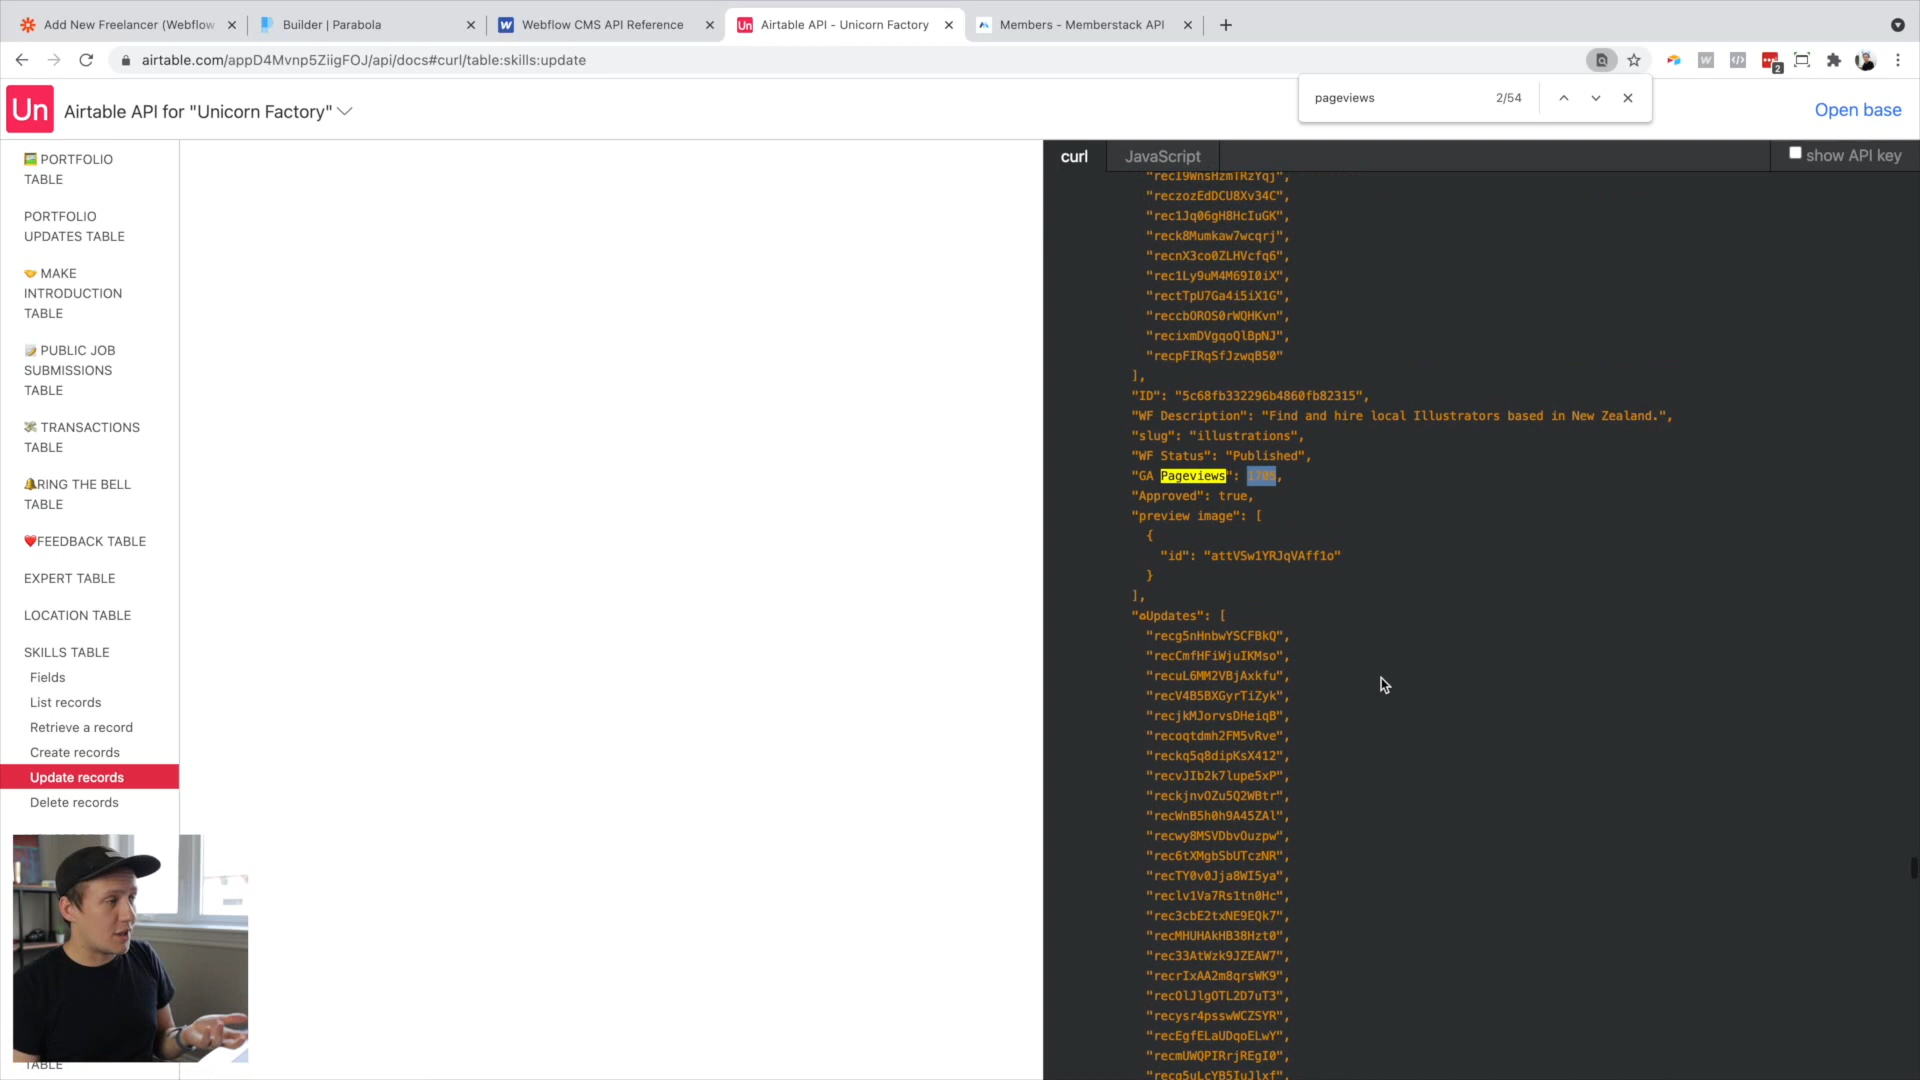 Add New Freelancer (Webflow
Builder | Parabola
Webflow CMS API Reference
Un Airtable API - Unicorn Factory
Members - Memberstack API
airtable.com/appD4Mvnp5ZiigFOJ/api/docs#curl/table:skills:update
2
pageviews 2/54
Un Airtable API for "Unicorn Factory"
Open base
PORTFOLIO
TABLE
PORTFOLIO
UPDATES TABLE
MAKE
INTRODUCTION
TABLE
PUBLIC JOB
SUBMISSIONS
TABLE
TRANSACTIONS
TABLE
RING THE BELL
TABLE
FEEDBACK TABLE
EXPERT TABLE
LOCATION TABLE
SKILLS TABLE
Fields
List records
Retrieve a record
Create records
Update records
Delete records
TABLE
curl JavaScript show API key
"recI9WnsHzmTRzYqj",
"reczozEdDCU8Xv34C",
"rec1Jq06gH8HcIuGK",
"reck8Mumkaw7wcqrj",
"recnX3co0ZLHVcfq6",
"rec1Ly9uM4M69I0iX",
"rectTpU7Ga4i5iX1G",
"reccbOROS0rWQHKvn",
"recixmDVgqoQlBpNJ",
"recpFIRqSfJzwqB50"
],
"ID": "5c68fb332296b4860fb82315",
"WF Description": "Find and hire local Illustrators based in New Zealand.",
"slug": "illustrations",
"WF Status": "Published",
"GA Pageviews": 1705,
"Approved": true,
"preview image": [
{
"id": "attVSw1YRJqVAff1o"
}
],
"♻Updates": [
"recg5nHnbwYSCFBkQ",
"recCmfHFiWjuIKMso",
"recuL6MM2VBjAxkfu",
"recV4B5BXGyrTiZyk",
"recjkMJorvsDHeiqB",
"recoqtdmh2FM5vRve",
"reckq5q8dipKsX412",
"recvJIb2k7lupe5xP",
"reckjnvOZu5Q2WBtr",
"recWnB5h0h9A45ZAl",
"recwy8MSVDbvOuzpw",
"rec6tXMgbSbUTczNR",
"recTY0v0Jja8WI5ya",
"reclv1Va7Rs1tn0Hc",
"rec3cbE2txNE9EQk7",
"recMHUHAkHB38Hzt0",
"rec33AtWzk9JZEAW7",
"recrIxAA2m8qrsWK9",
"recOlJlgOTL2D7uT3",
"recysr4psswWCZSYR",
"recEgfELaUDqoELwY",
"recmUWQPIRrjREgI0",
"recg5uLcYB5IuJlxf",